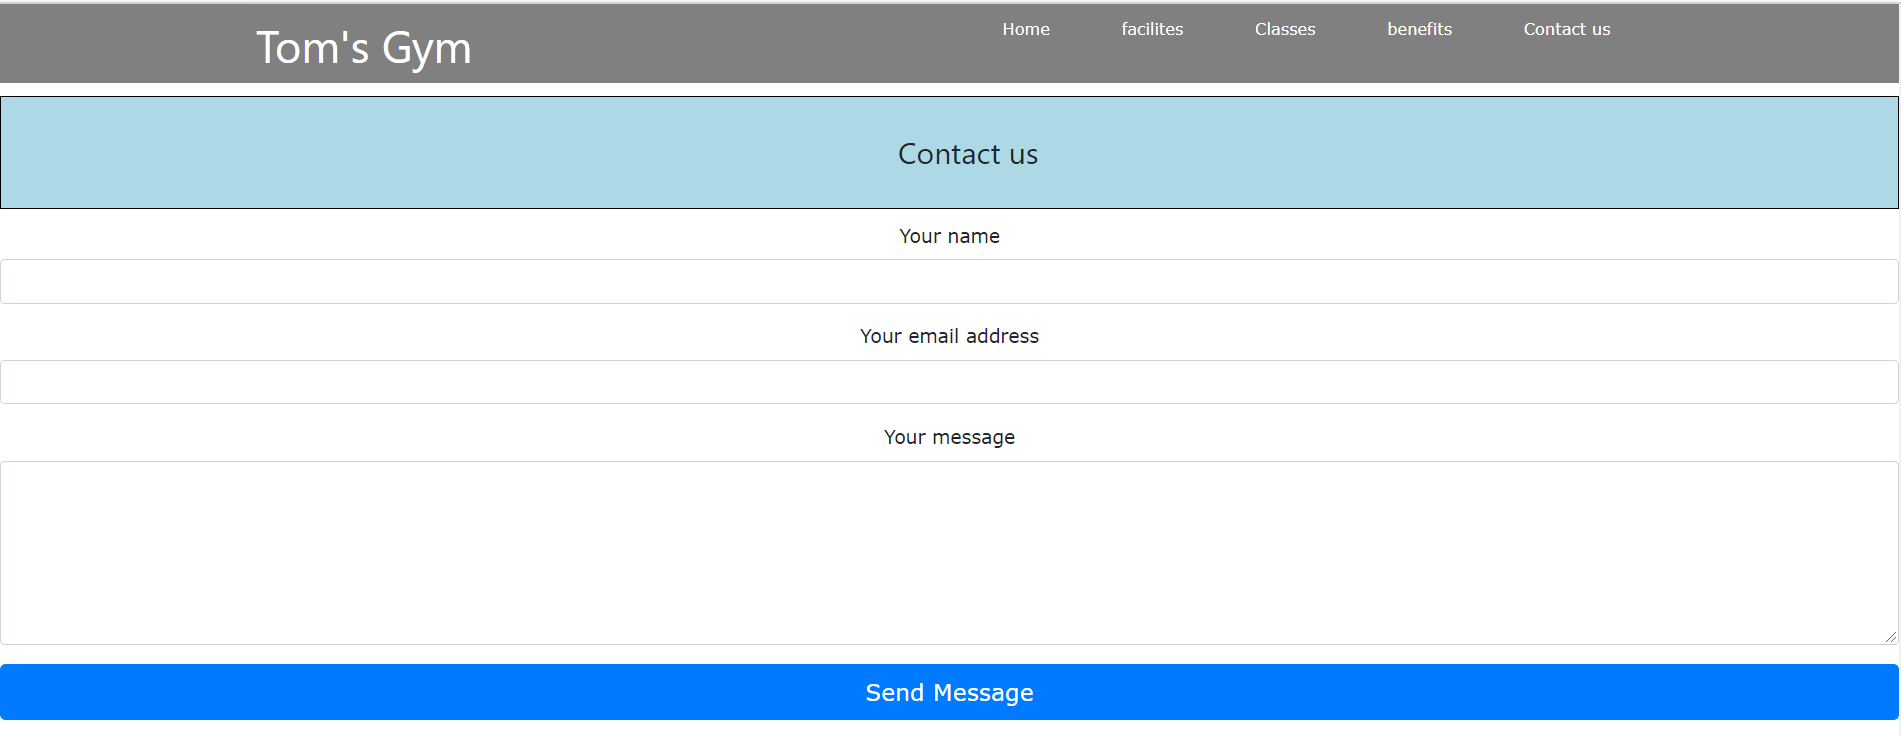 Tom's Gym
Home facilites Classes benefits Contact us
Contact us
Your name
Your email address
Your message
Send Message